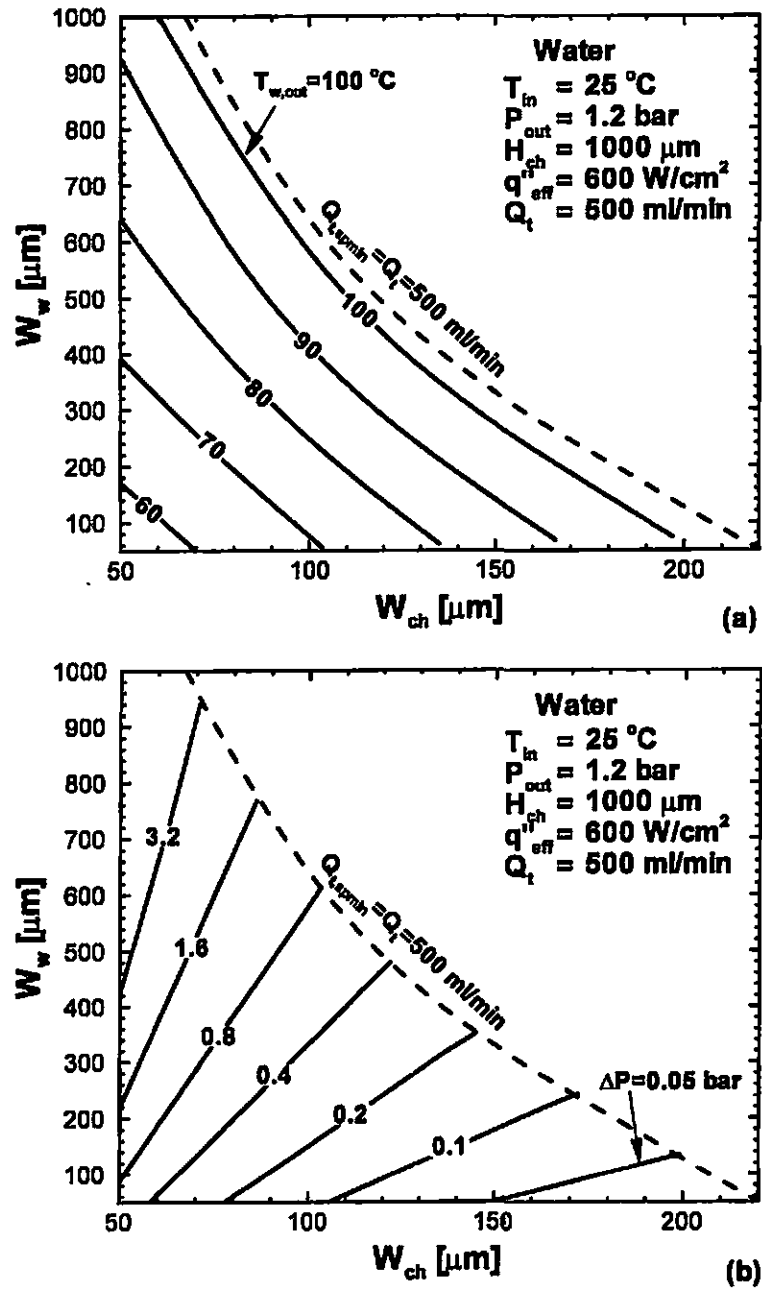 1000
900
800
700
600
500
400
300
200
100
W_w [μm]
T_w,out=100 °C
Water
T_in = 25 °C
P_out = 1.2 bar
H_ch = 1000 μm
q"_eff = 600 W/cm²
Q_t = 500 ml/min
Q_t,spmin=Q_t=500 ml/min
100
90
80
70
60
50
100
150
200
W_ch [μm]
(a)
1000
900
800
700
600
500
400
300
200
100
W_w [μm]
Water
T_in = 25 °C
P_out = 1.2 bar
H_ch = 1000 μm
q"_eff = 600 W/cm²
Q_t = 500 ml/min
Q_t,spmin=Q_t=500 ml/min
3.2
1.6
0.8
0.4
0.2
0.1
ΔP=0.05 bar
50
100
150
200
W_ch [μm]
(b)